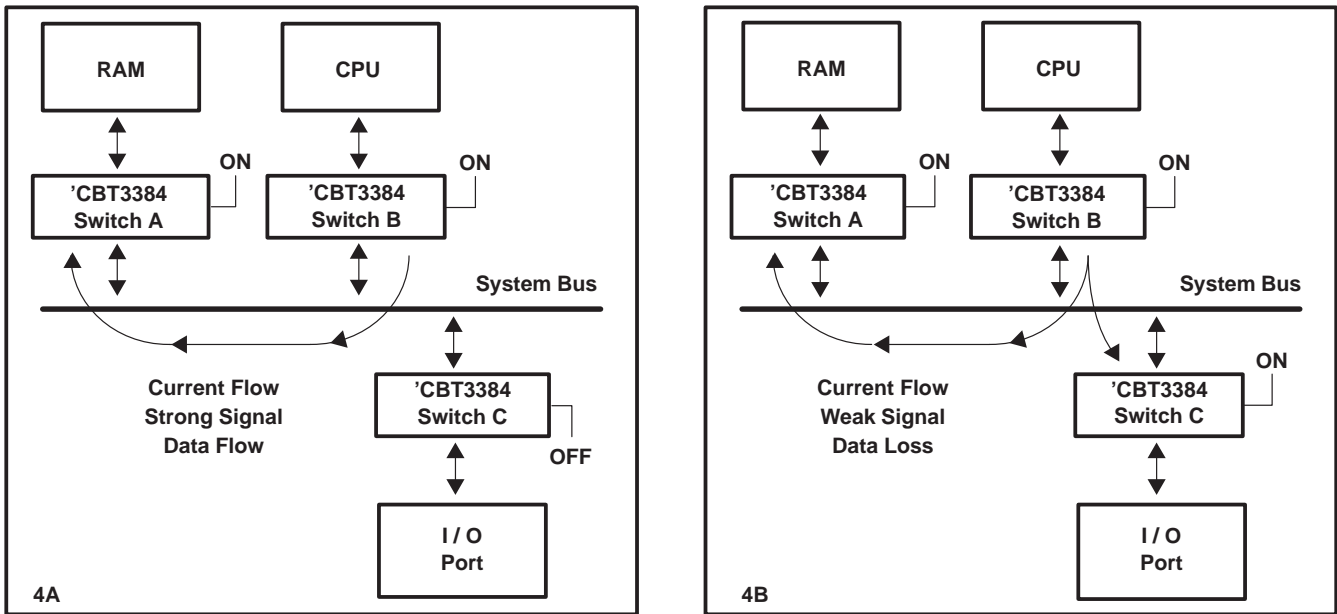 RAM
CPU
ON
ON
’CBT3384
Switch A
’CBT3384
Switch B
System Bus
Current Flow
Strong Signal
Data Flow
’CBT3384
Switch C
OFF
I / O
Port
4A
RAM
CPU
ON
ON
’CBT3384
Switch A
’CBT3384
Switch B
System Bus
ON
Current Flow
Weak Signal
Data Loss
’CBT3384
Switch C
I / O
Port
4B